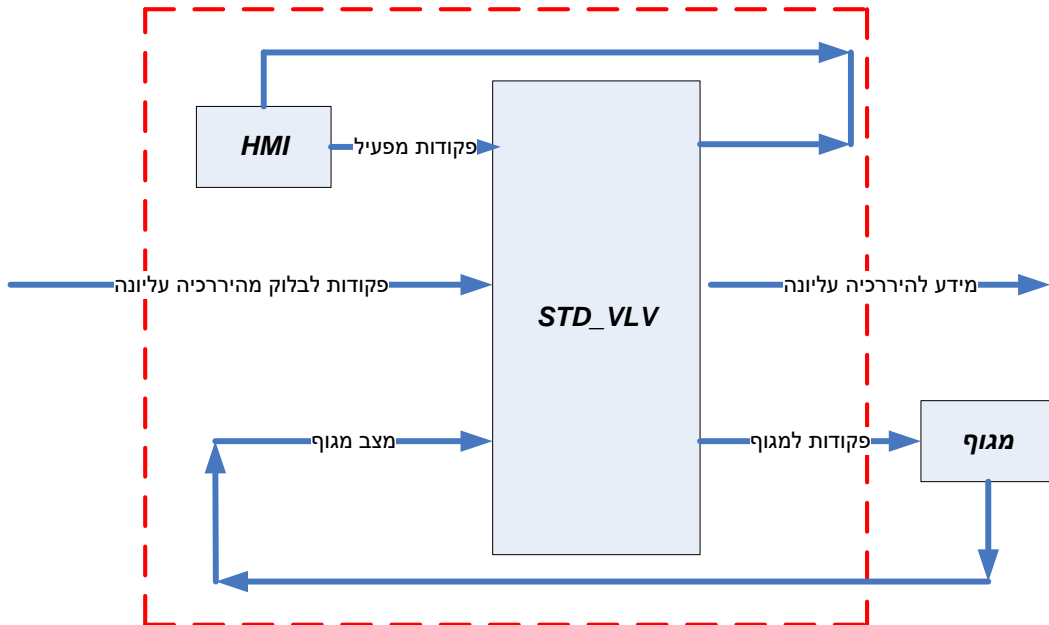 HMI
פקודות מפעיל
פקודות לבלוק מהיררכיה עליונה
מידע להיררכיה עליונה
STD_VLV
מצב מגוף
פקודות למגוף
מגוף